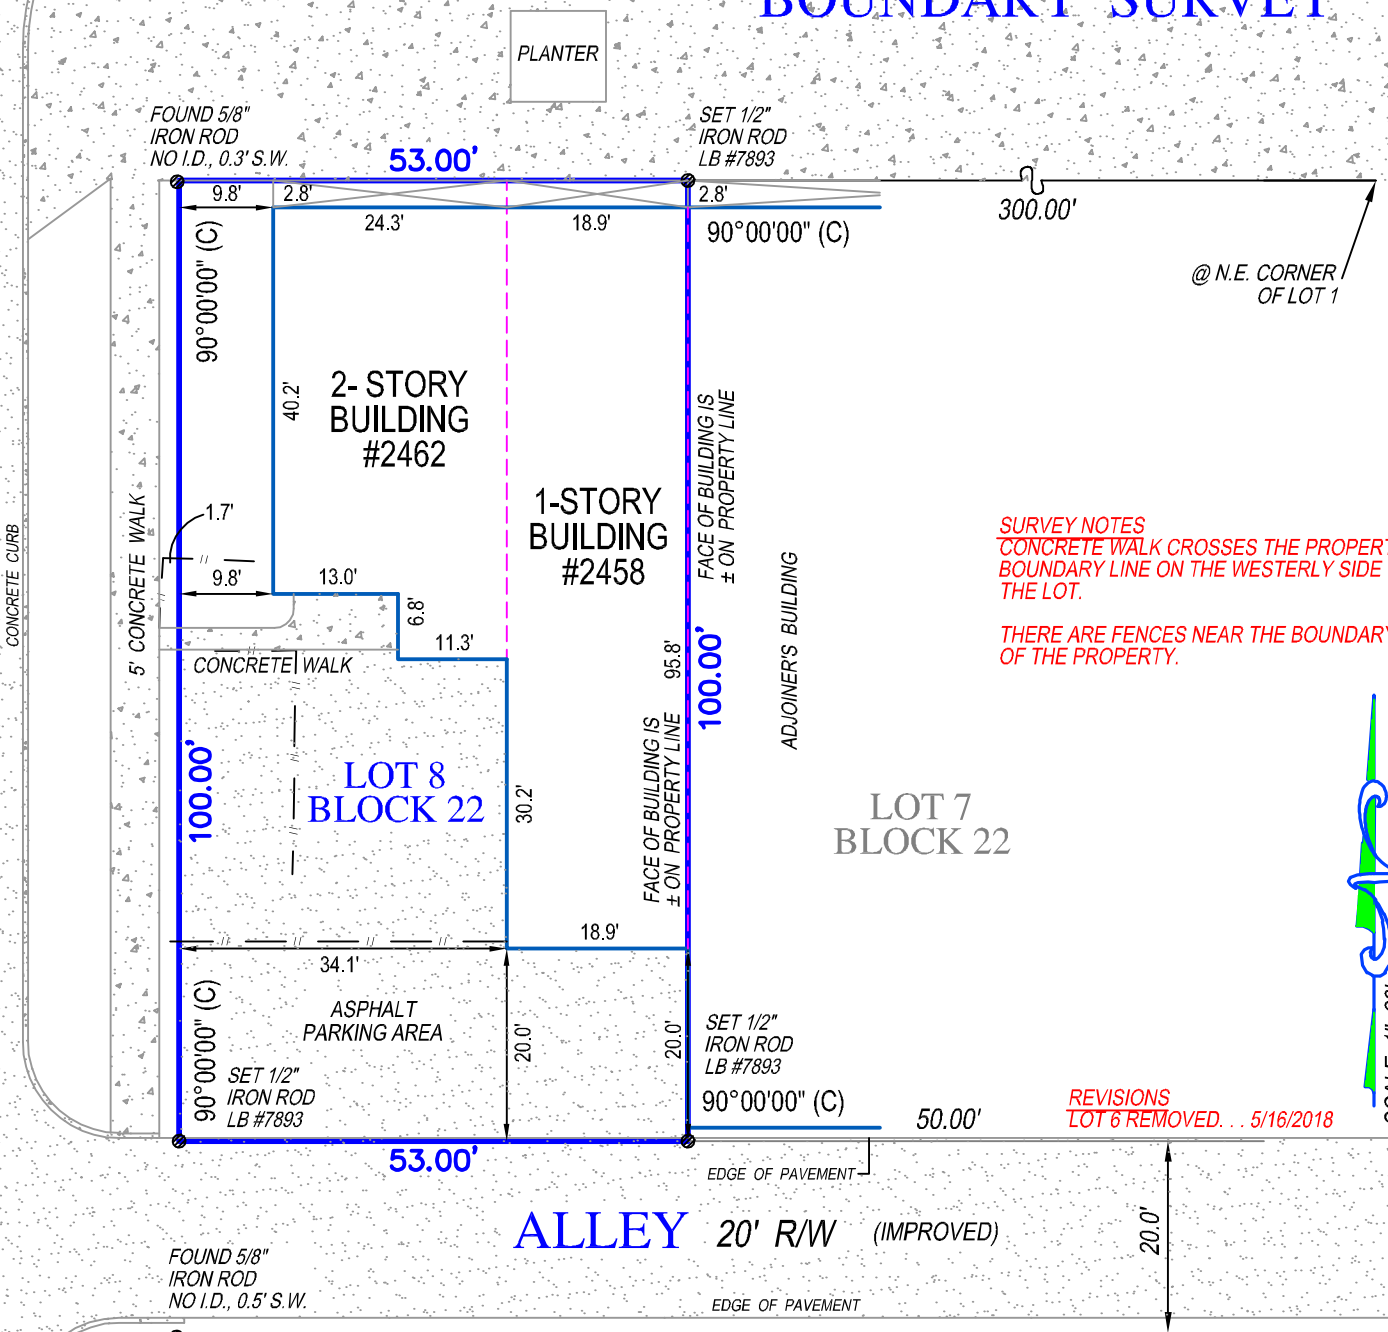 BOUNDARY SURVEY
PLANTER
FOUND 5/8"
IRON ROD
NO I.D., 0.3' S.W.
53.00'
SET 1/2"
IRON ROD
LB #7893
9.8'
2.8'
2.8'
24.3'
18.9'
90°00'00" (C)
90°00'00" (C)
300.00'
@ N.E. CORNER
OF LOT 1
40.2'
2- STORY
BUILDING
#2462
1-STORY
BUILDING
#2458
FACE OF BUILDING IS
± ON PROPERTY LINE
CONCRETE CURB
5' CONCRETE WALK
1.7'
9.8'
13.0'
6.8'
11.3'
CONCRETE WALK
95.8'
100.00'
ADJOINER'S BUILDING
SURVEY NOTES
CONCRETE WALK CROSSES THE PROPERT
BOUNDARY LINE ON THE WESTERLY SIDE
THE LOT.
THERE ARE FENCES NEAR THE BOUNDARY
OF THE PROPERTY.
100.00'
LOT 8
BLOCK 22
30.2'
FACE OF BUILDING IS
± ON PROPERTY LINE
LOT 7
BLOCK 22
18.9'
34.1'
ASPHALT
PARKING AREA
90°00'00" (C)
SET 1/2"
IRON ROD
LB #7893
20.0'
20.0'
SET 1/2"
IRON ROD
LB #7893
90°00'00" (C)
50.00'
REVISIONS
LOT 6 REMOVED. . . 5/16/2018
53.00'
EDGE OF PAVEMENT
ALLEY 20' R/W (IMPROVED)
20.0'
FOUND 5/8"
IRON ROD
NO I.D., 0.5' S.W.
EDGE OF PAVEMENT